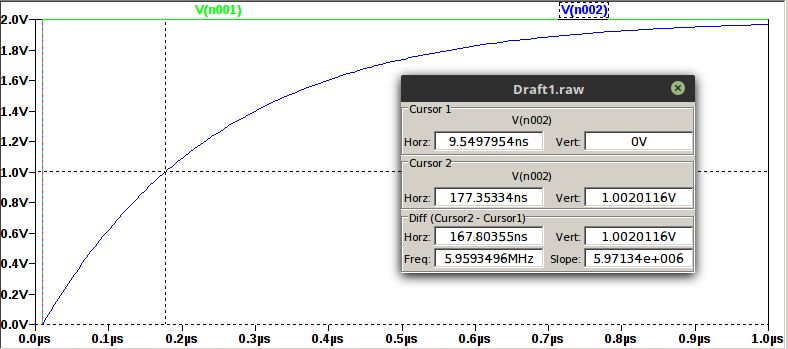 V(n001) V(n002)
2.0V
1.8V
1.6V
1.4V
1.2V
1.0V
0.8V
0.6V
0.4V
0.2V
0.0V
0.0µs 0.1µs 0.2µs 0.3µs 0.4µs 0.5µs 0.6µs 0.7µs 0.8µs 0.9µs 1.0µs
Draft1.raw
Cursor 1
V(n002)
Horz: 9.5497954ns Vert: 0V
Cursor 2
V(n002)
Horz: 177.35334ns Vert: 1.0020116V
Diff (Cursor2 - Cursor1)
Horz: 167.80355ns Vert: 1.0020116V
Freq: 5.9593496MHz Slope: 5.97134e+006